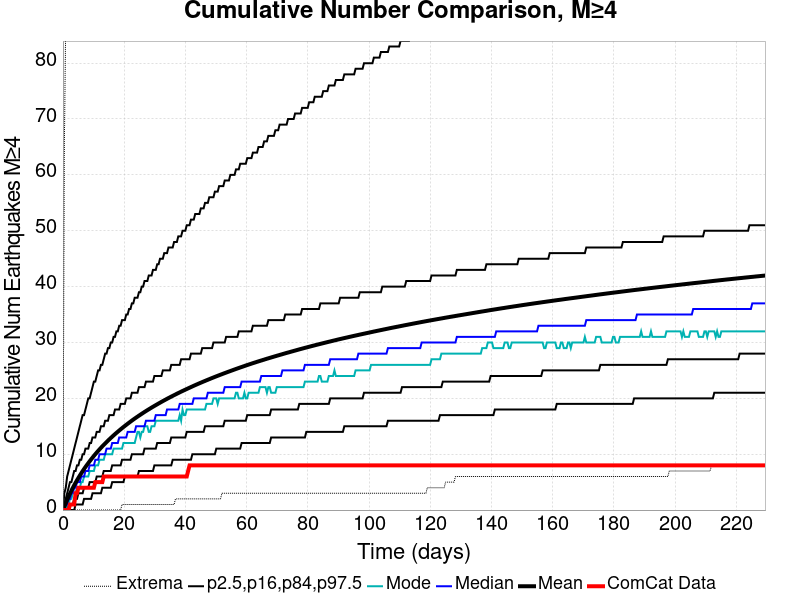 Cumulative Number Comparison, M≥4
Cumulative Num Earthquakes M≥4
80
70
60
50
40
30
20
10
0
0 20 40 60 80 100 120 140 160 180 200 220
Time (days)
Extrema p2.5,p16,p84,p97.5 Mode Median Mean ComCat Data